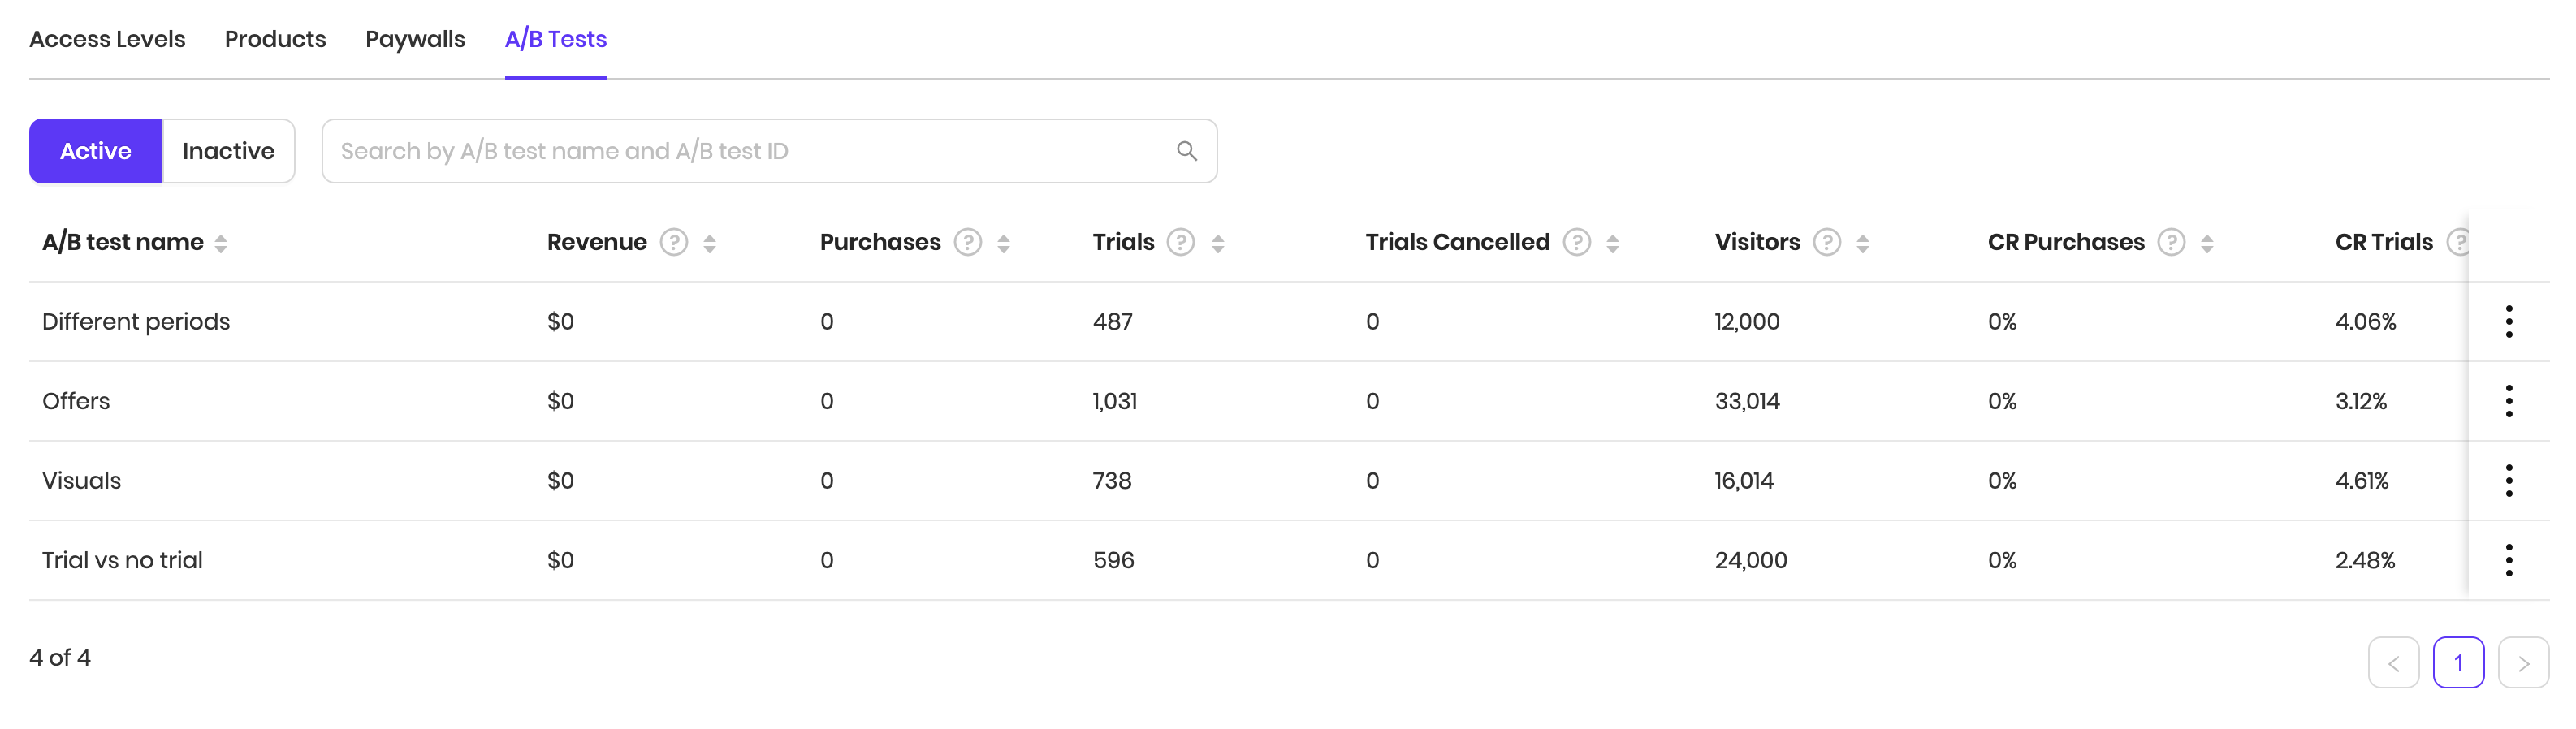 Access Levels Products Paywalls A/B Tests
Active Inactive Search by A/B test name and A/B test ID
A/B test name Revenue ? Purchases ? Trials ? Trials Cancelled ? Visitors ? CR Purchases ? CR Trials ?
Different periods $0 0 487 0 12,000 0% 4.06%
Offers $0 0 1,031 0 33,014 0% 3.12%
Visuals $0 0 738 0 16,014 0% 4.61%
Trial vs no trial $0 0 596 0 24,000 0% 2.48%
4 of 4 < 1 >